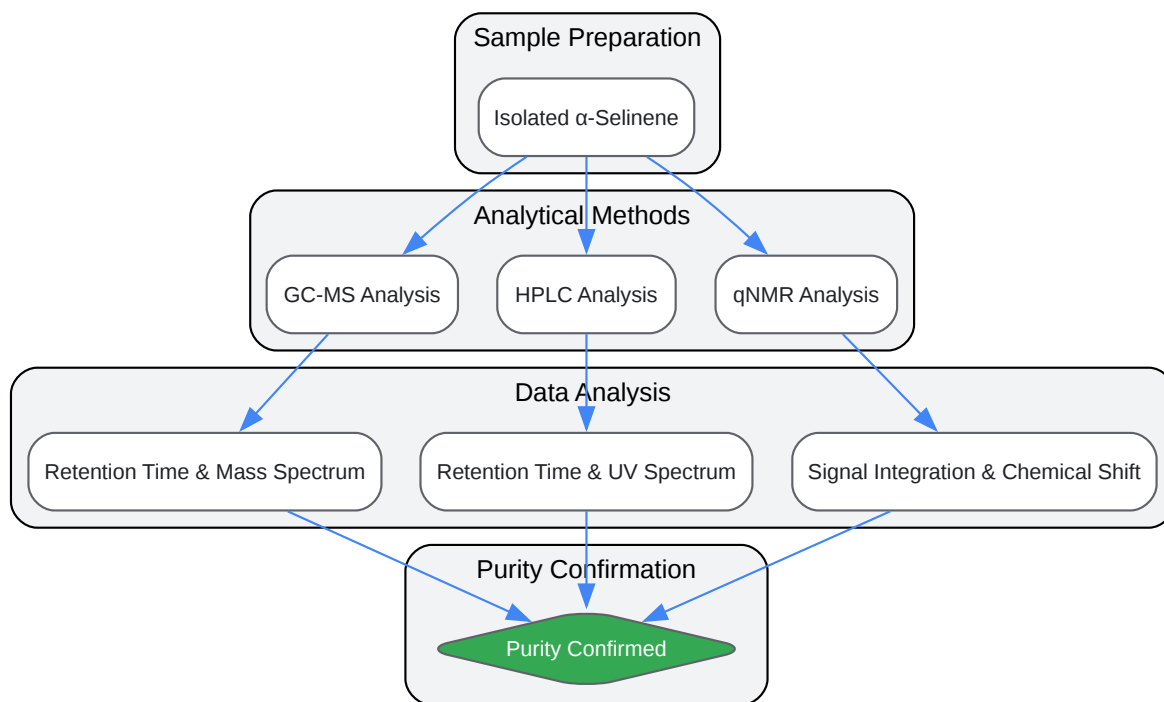 Sample Preparation
Isolated α-Selinene
Analytical Methods
GC-MS Analysis
HPLC Analysis
qNMR Analysis
Data Analysis
Retention Time & Mass Spectrum
Retention Time & UV Spectrum
Signal Integration & Chemical Shift
Purity Confirmation
Purity Confirmed